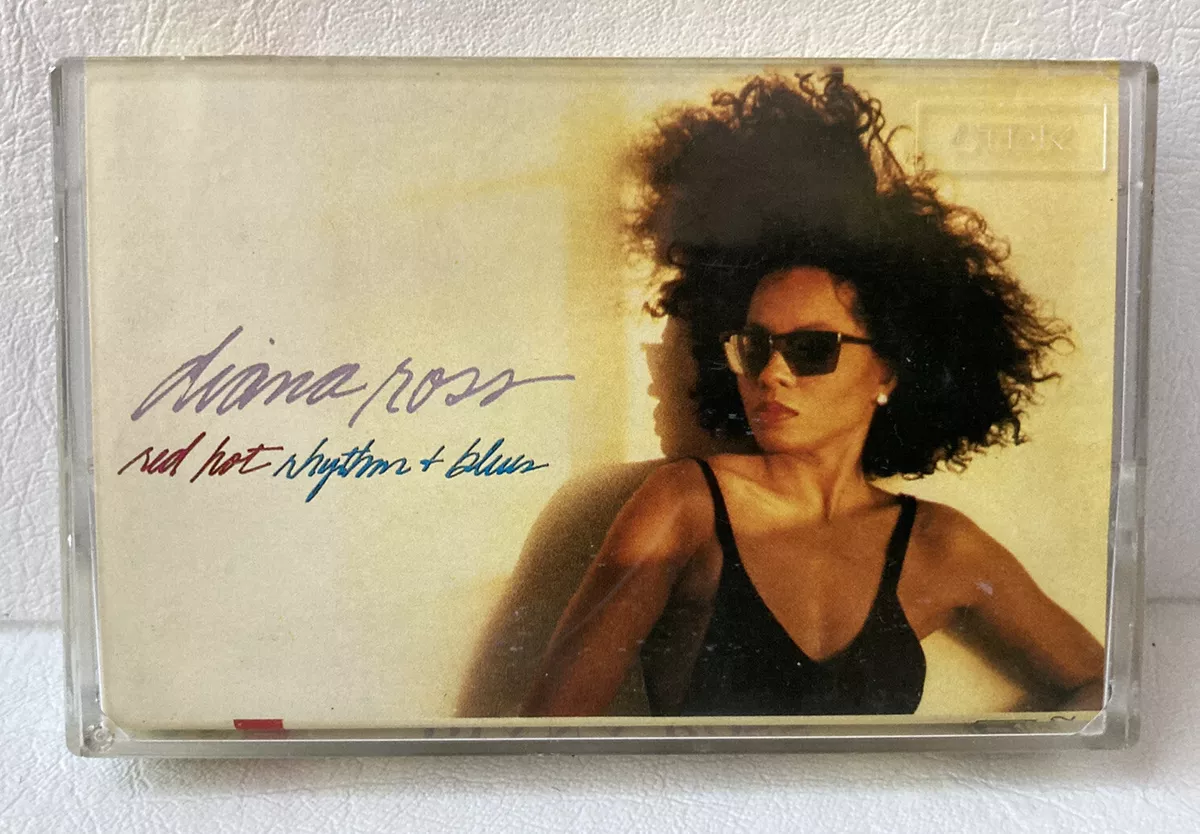 TDK
diana ross
red hot rhythm + blues